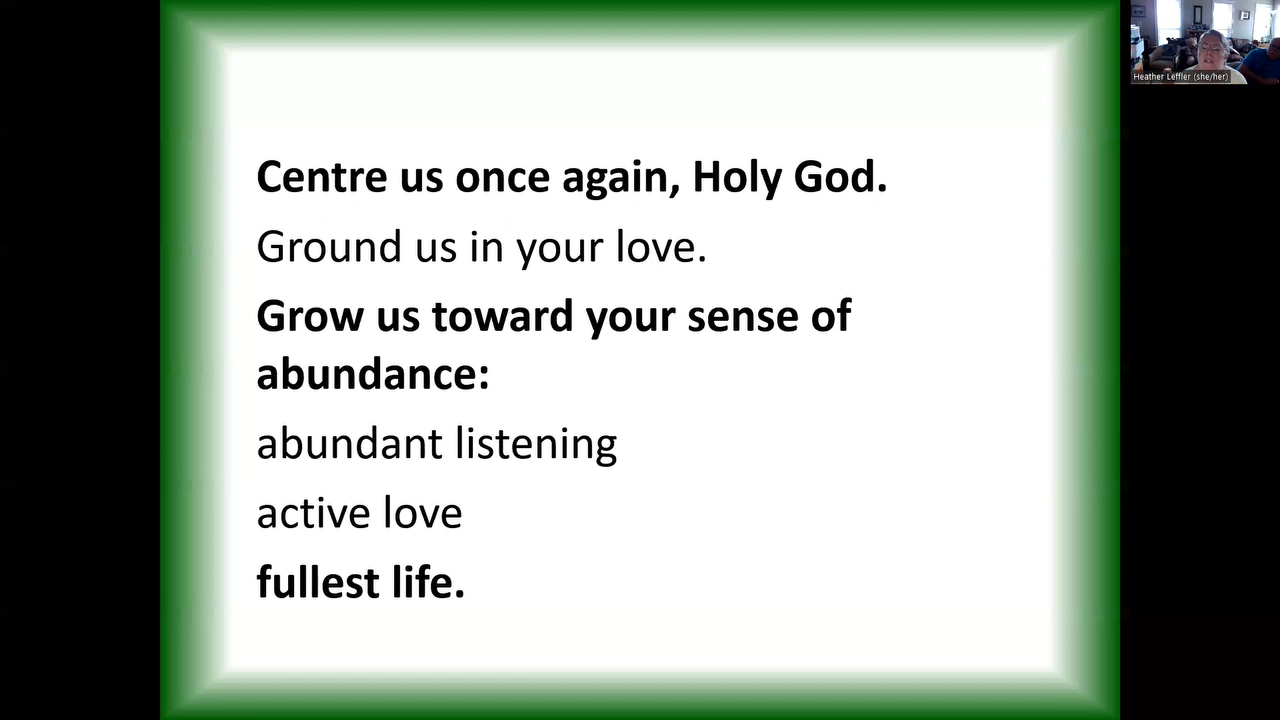 Centre us once again, Holy God.
Ground us in your love.
Grow us toward your sense of
abundance:
abundant listening
active love
fullest life.
Heather Leffler (she/her)